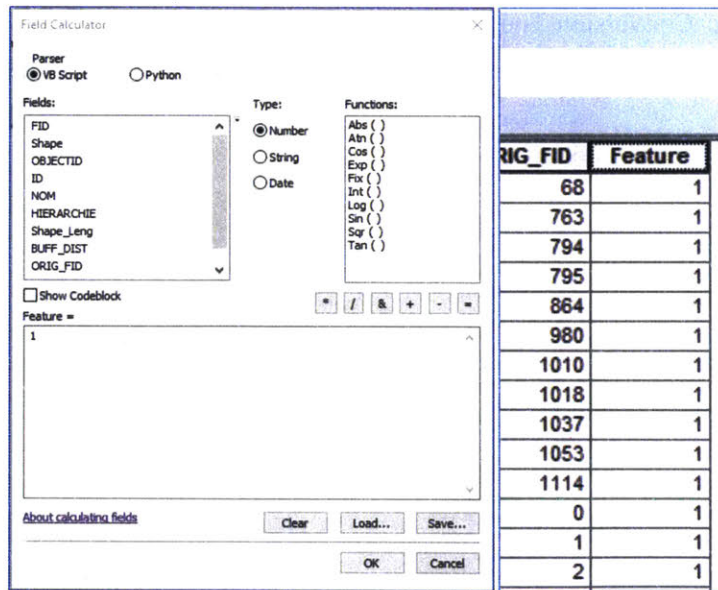 Field Calculator
Parser
VB Script Python
Fields: Type: Functions:
FID
Shape
OBJECTID
ID
NOM
HIERARCHIE
Shape_Leng
BUFF_DIST
ORIG_FID
Number
String
Date
Abs ( )
Atn ( )
Cos ( )
Exp ( )
Fix ( )
Int ( )
Log ( )
Sin ( )
Sqr ( )
Tan ( )
Show Codeblock
* / & + - =
Feature =
1
About calculating fields Clear Load... Save...
OK Cancel
RIG_FID Feature
68 1
763 1
794 1
795 1
864 1
980 1
1010 1
1018 1
1037 1
1053 1
1114 1
0 1
1 1
2 1